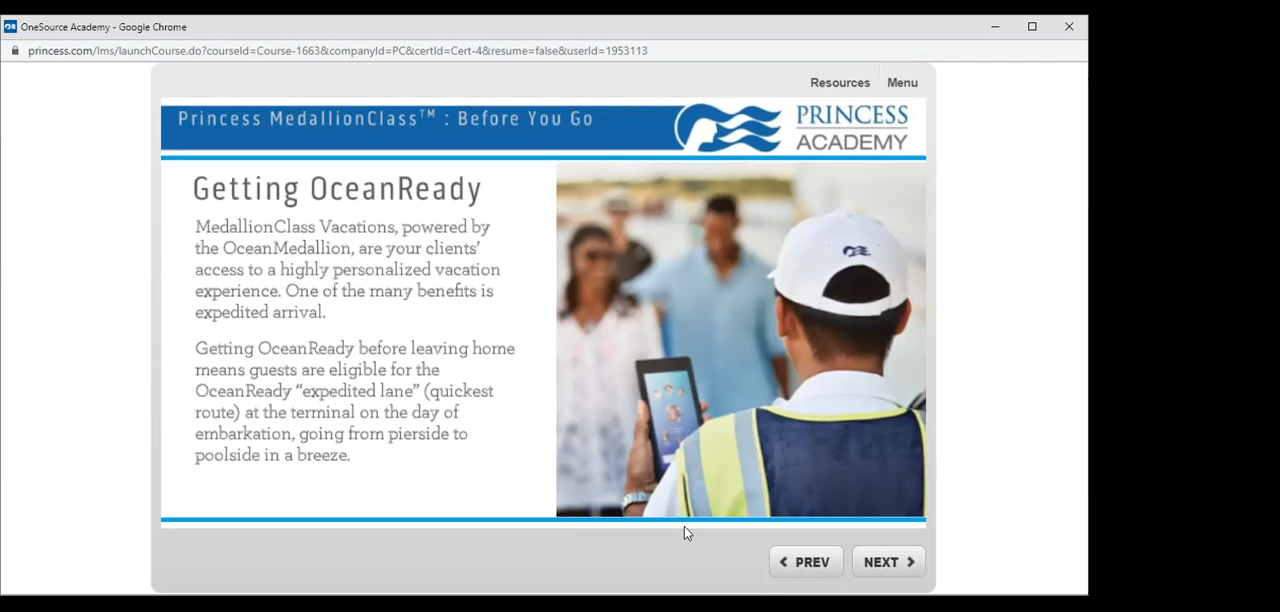 OneSource Academy - Google Chrome
princess.com/lms/launchCourse.do?courseId=Course-1663&companyId=PC&certId=Cert-4&resume=false&userId=1953113
Resources Menu
Princess MedallionClass™ : Before You Go
PRINCESS
ACADEMY
Getting OceanReady
MedallionClass Vacations, powered by
the OceanMedallion, are your clients’
access to a highly personalized vacation
experience. One of the many benefits is
expedited arrival.
Getting OceanReady before leaving home
means guests are eligible for the
OceanReady “expedited lane” (quickest
route) at the terminal on the day of
embarkation, going from pierside to
poolside in a breeze.
PREV NEXT